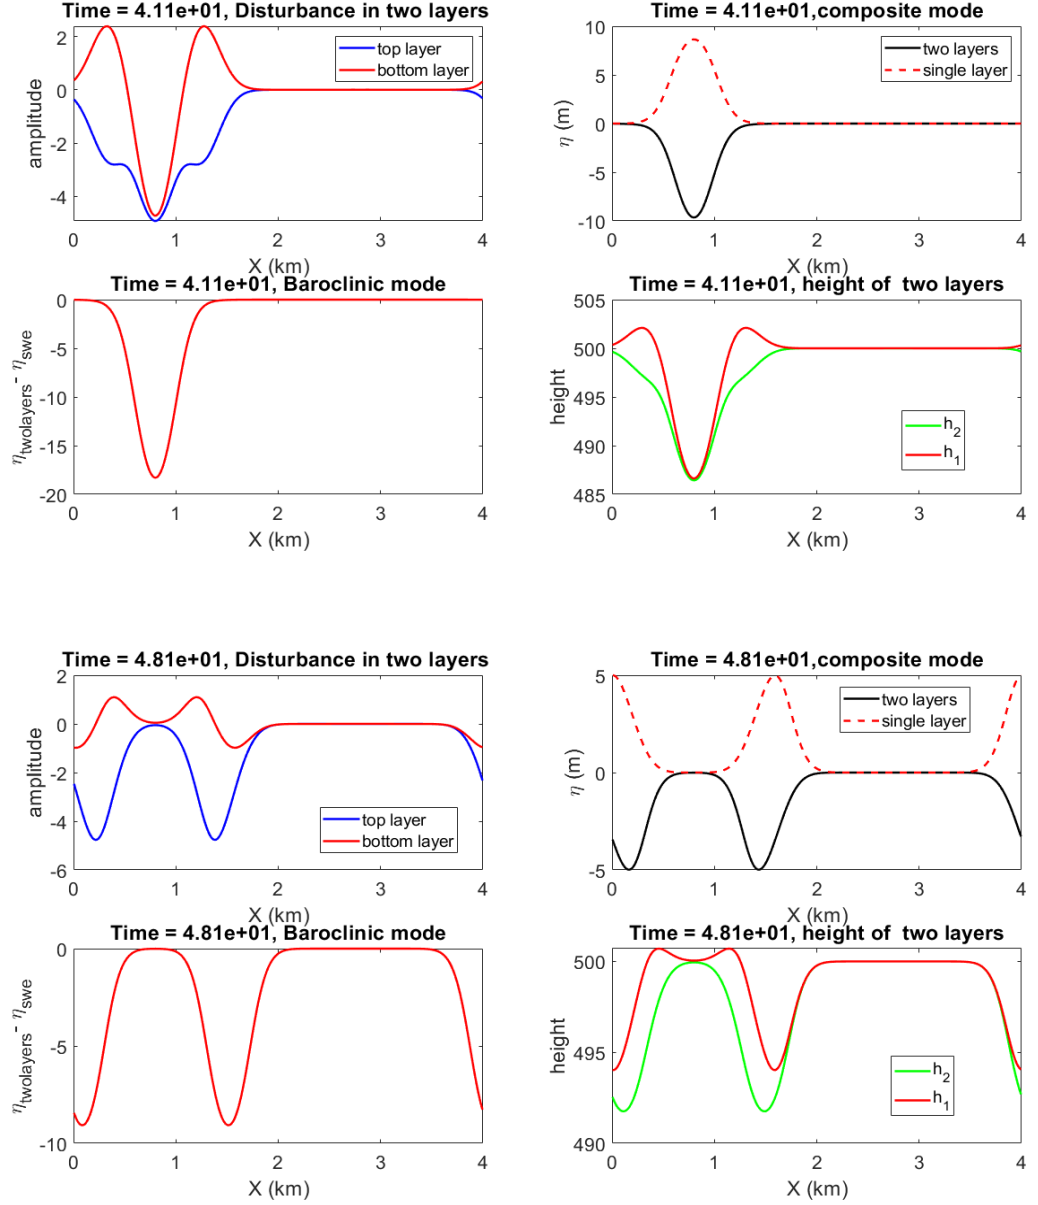 Time = 4.11e+01, Disturbance in two layers
2
0
-2
-4
amplitude
top layer
bottom layer
0 1 2 3 4
X (km)
Time = 4.11e+01,composite mode
10
5
0
-5
-10
η (m)
two layers
single layer
0 1 2 3 4
X (km)
Time = 4.11e+01, Baroclinic mode
0
-5
-10
-15
-20
η_twolayers - η_swe
0 1 2 3 4
X (km)
Time = 4.11e+01, height of two layers
505
500
495
490
485
height
h_2
h_1
0 1 2 3 4
X (km)
Time = 4.81e+01, Disturbance in two layers
2
0
-2
-4
-6
amplitude
top layer
bottom layer
0 1 2 3 4
X (km)
Time = 4.81e+01,composite mode
5
0
-5
η (m)
two layers
single layer
0 1 2 3 4
X (km)
Time = 4.81e+01, Baroclinic mode
0
-5
-10
η_twolayers - η_swe
0 1 2 3 4
X (km)
Time = 4.81e+01, height of two layers
500
495
490
height
h_2
h_1
0 1 2 3 4
X (km)